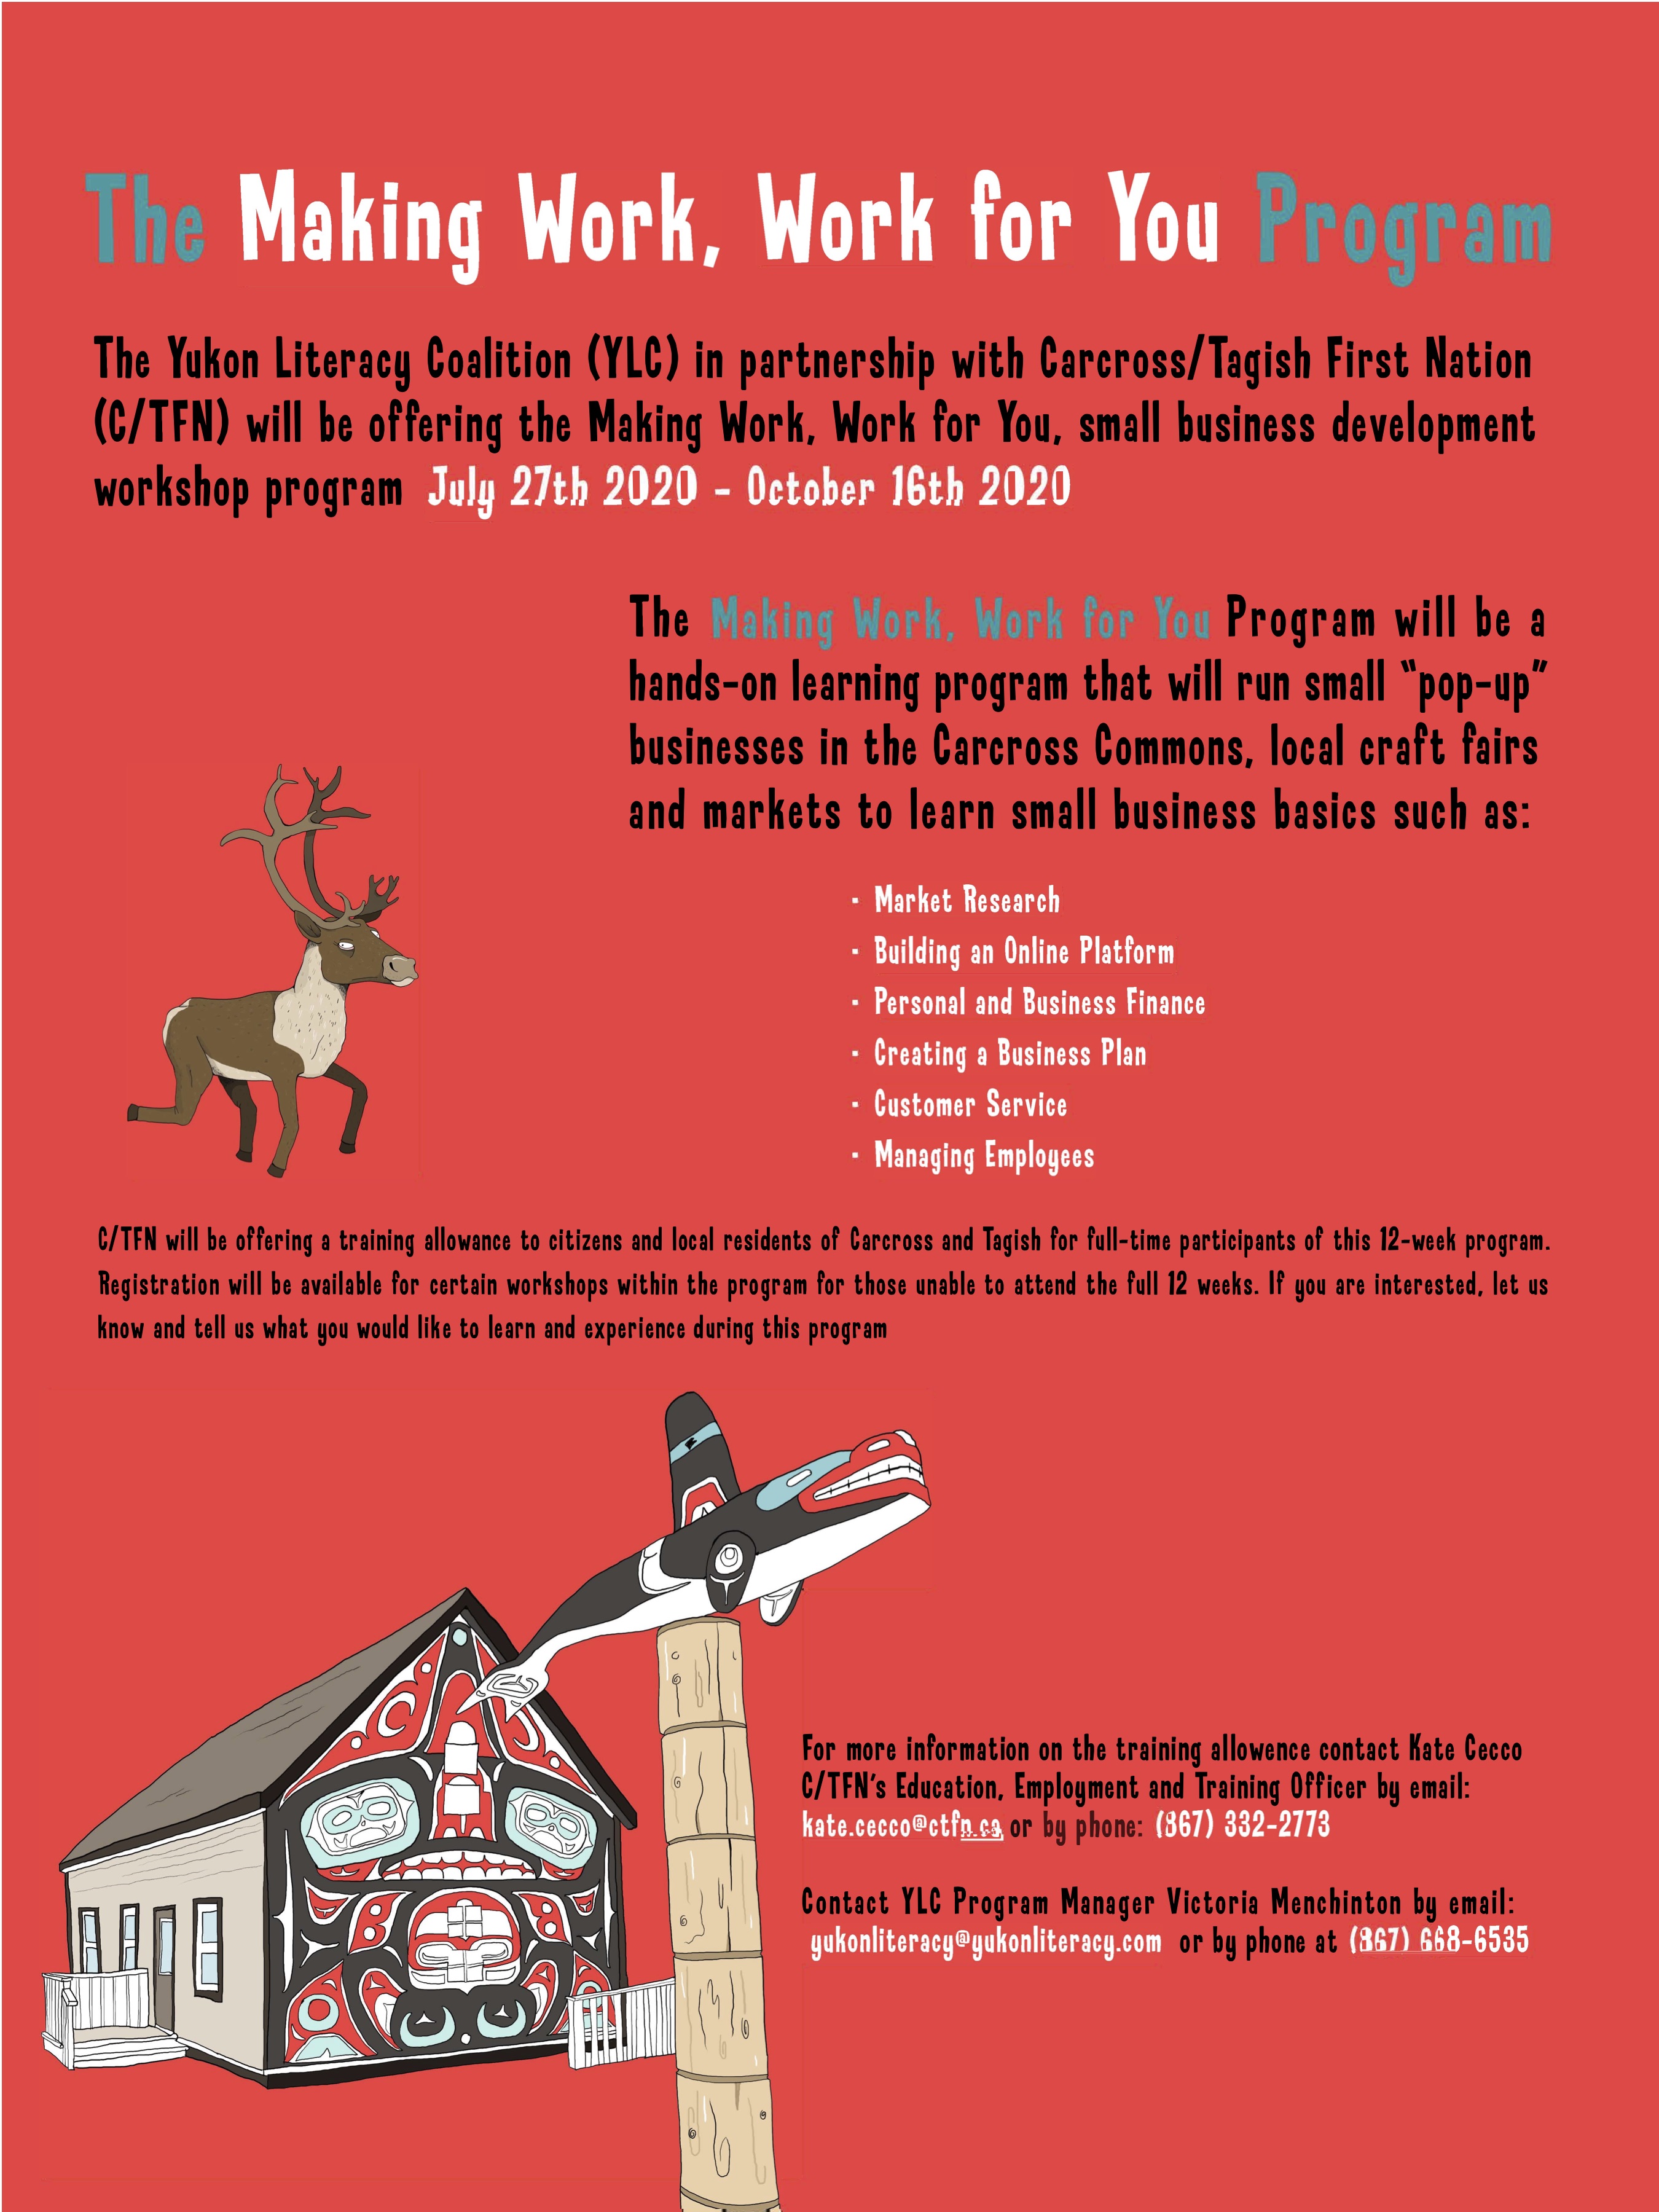 The Making Work, Work for You Program
The Yukon Literacy Coalition (YLC) in partnership with Carcross/Tagish First Nation
(C/TFN) will be offering the Making Work, Work for You, small business development
workshop program July 27th 2020 - October 16th 2020
The Making Work, Work for You Program will be a
hands-on learning program that will run small “pop-up”
businesses in the Carcross Commons, local craft fairs
and markets to learn small business basics such as:
- Market Research
- Building an Online Platform
- Personal and Business Finance
- Creating a Business Plan
- Customer Service
- Managing Employees
C/TFN will be offering a training allowance to citizens and local residents of Carcross and Tagish for full-time participants of this 12-week program.
Registration will be available for certain workshops within the program for those unable to attend the full 12 weeks. If you are interested, let us
know and tell us what you would like to learn and experience during this program
For more information on the training allowence contact Kate Cecco
C/TFN’s Education, Employment and Training Officer by email:
kate.cecco@ctfn.ca or by phone: (867) 332-2773
Contact YLC Program Manager Victoria Menchinton by email:
yukonliteracy@yukonliteracy.com or by phone at (867) 668-6535